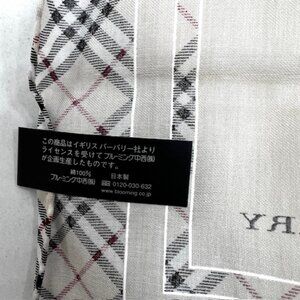 この商品はイギリス バーバリー社より
ライセンスを受けてブルーミング中西(株)
が企画生産したものです。
綿100% 日本製
ブルーミング中西(株) 0120-030-632
www.blooming.co.jp
RY